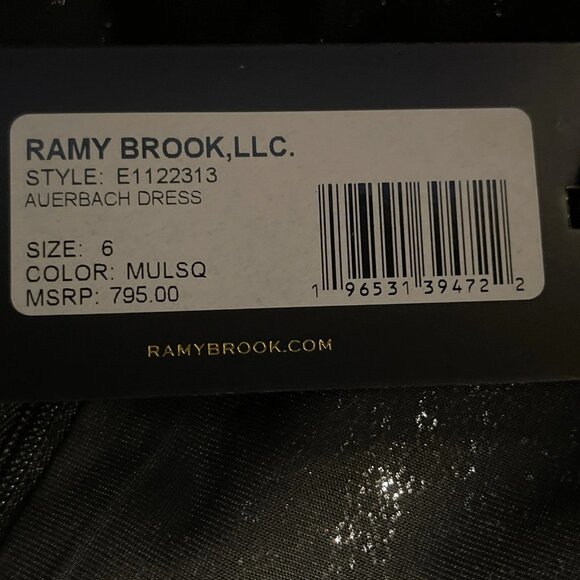 RAMY BROOK,LLC.
STYLE: E1122313
AUERBACH DRESS
SIZE: 6
COLOR: MULSQ
MSRP: 795.00
1 96531 39472 2
RAMYBROOK.COM